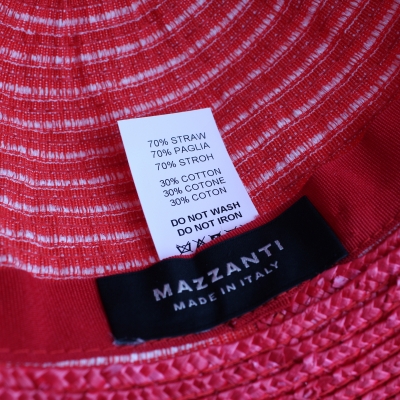 70% STRAW
70% PAGLIA
70% STROH
30% COTTON
30% COTONE
30% COTON
DO NOT WASH
DO NOT IRON
MAZZANTI
MADE IN ITALY